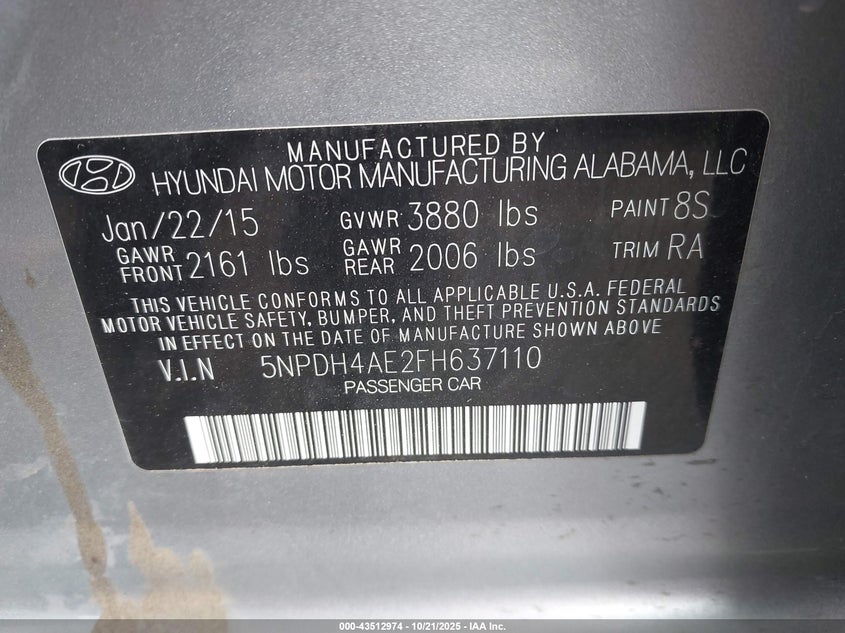 MANUFACTURED BY
HYUNDAI MOTOR MANUFACTURING ALABAMA, LLC
Jan/22/15 GVWR 3880 lbs PAINT 8S
GAWR FRONT 2161 lbs GAWR REAR 2006 lbs TRIM RA
THIS VEHICLE CONFORMS TO ALL APPLICABLE U.S.A. FEDERAL
MOTOR VEHICLE SAFETY, BUMPER, AND THEFT PREVENTION STANDARDS
IN EFFECT ON THE DATE OF MANUFACTURE SHOWN ABOVE
V.I.N 5NPDH4AE2FH637110
PASSENGER CAR
000-43512974 | 10/21/2025 - IAA Inc.